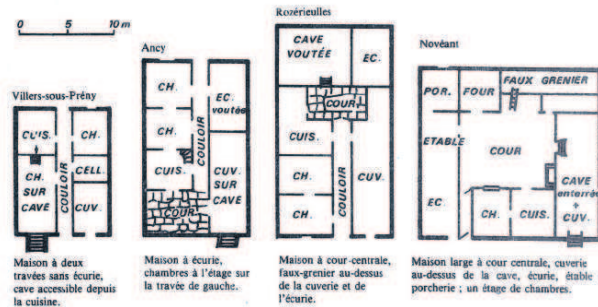 0 5 10 m
Villers-sous-Prény
CUIS.
CH.
CH. SUR CAVE
COULOIR
CELL.
CUV.
Maison à deux
travées sans écurie,
cave accessible depuis
la cuisine.
Ancy
CH.
EC. voutée
CH.
COULOIR
CUIS.
CUV. SUR CAVE
COUR
Maison à écurie,
chambres à l'étage sur
la travée de gauche.
Rozérieulles
CAVE VOUTÉE
EC.
COUR
CUIS.
CH.
CUV.
CH.
COULOIR
Maison à cour-centrale,
faux-grenier au-dessus
de la cuverie et de
l'écurie.
Novéant
POR.
FOUR
FAUX GRENIER
ETABLE
COUR
CAVE enterrée + CUV.
EC.
CH.
CUIS.
Maison large à cour centrale, cuverie
au-dessus de la cave, écurie, étable
porcherie ; un étage de chambres.